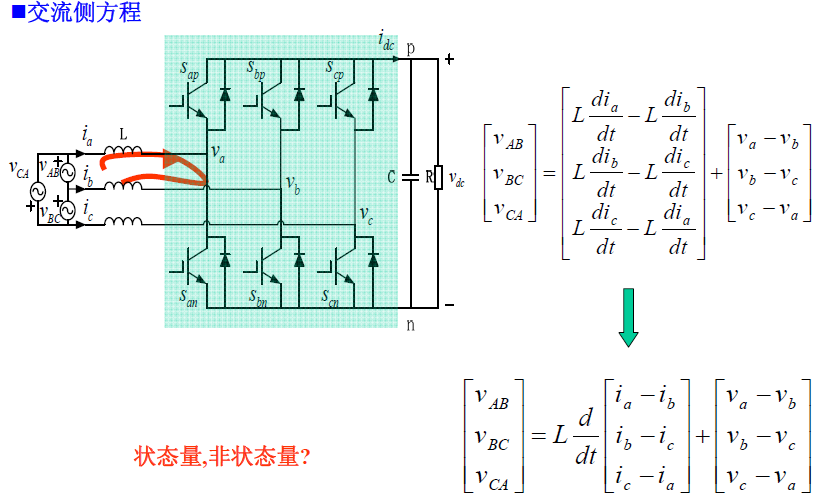 ■交流侧方程
i_dc p
S_ap S_bp S_cp +
i_a L
v_a
v_CA v_AB + i_b
v_b C R v_dc
+ v_BC + i_c
v_c
S_an S_bn S_cn
n −
[v_AB; v_BC; v_CA] = [L di_a/dt − L di_b/dt; L di_b/dt − L di_c/dt; L di_c/dt − L di_a/dt] + [v_a − v_b; v_b − v_c; v_c − v_a]
[v_AB; v_BC; v_CA] = L d/dt [i_a − i_b; i_b − i_c; i_c − i_a] + [v_a − v_b; v_b − v_c; v_c − v_a]
状态量,非状态量?